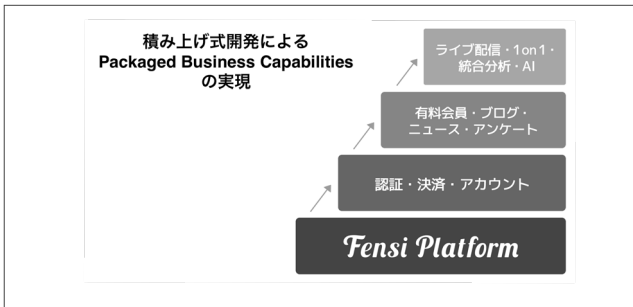 積み上げ式開発による
Packaged Business Capabilities
の実現
ライブ配信・1on1・
統合分析・AI
有料会員・ブログ・
ニュース・アンケート
認証・決済・アカウント
Fensi Platform